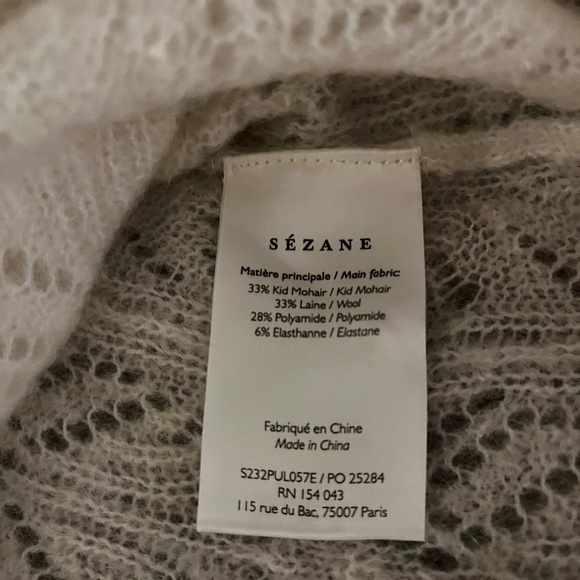 SÉZANE
Matière principale / Main fabric:
33% Kid Mohair / Kid Mohair
33% Laine / Wool
28% Polyamide / Polyamide
6% Elasthanne / Elastane
Fabriqué en Chine
Made in China
S232PUL057E / PO 25284
RN 154 043
115 rue du Bac, 75007 Paris